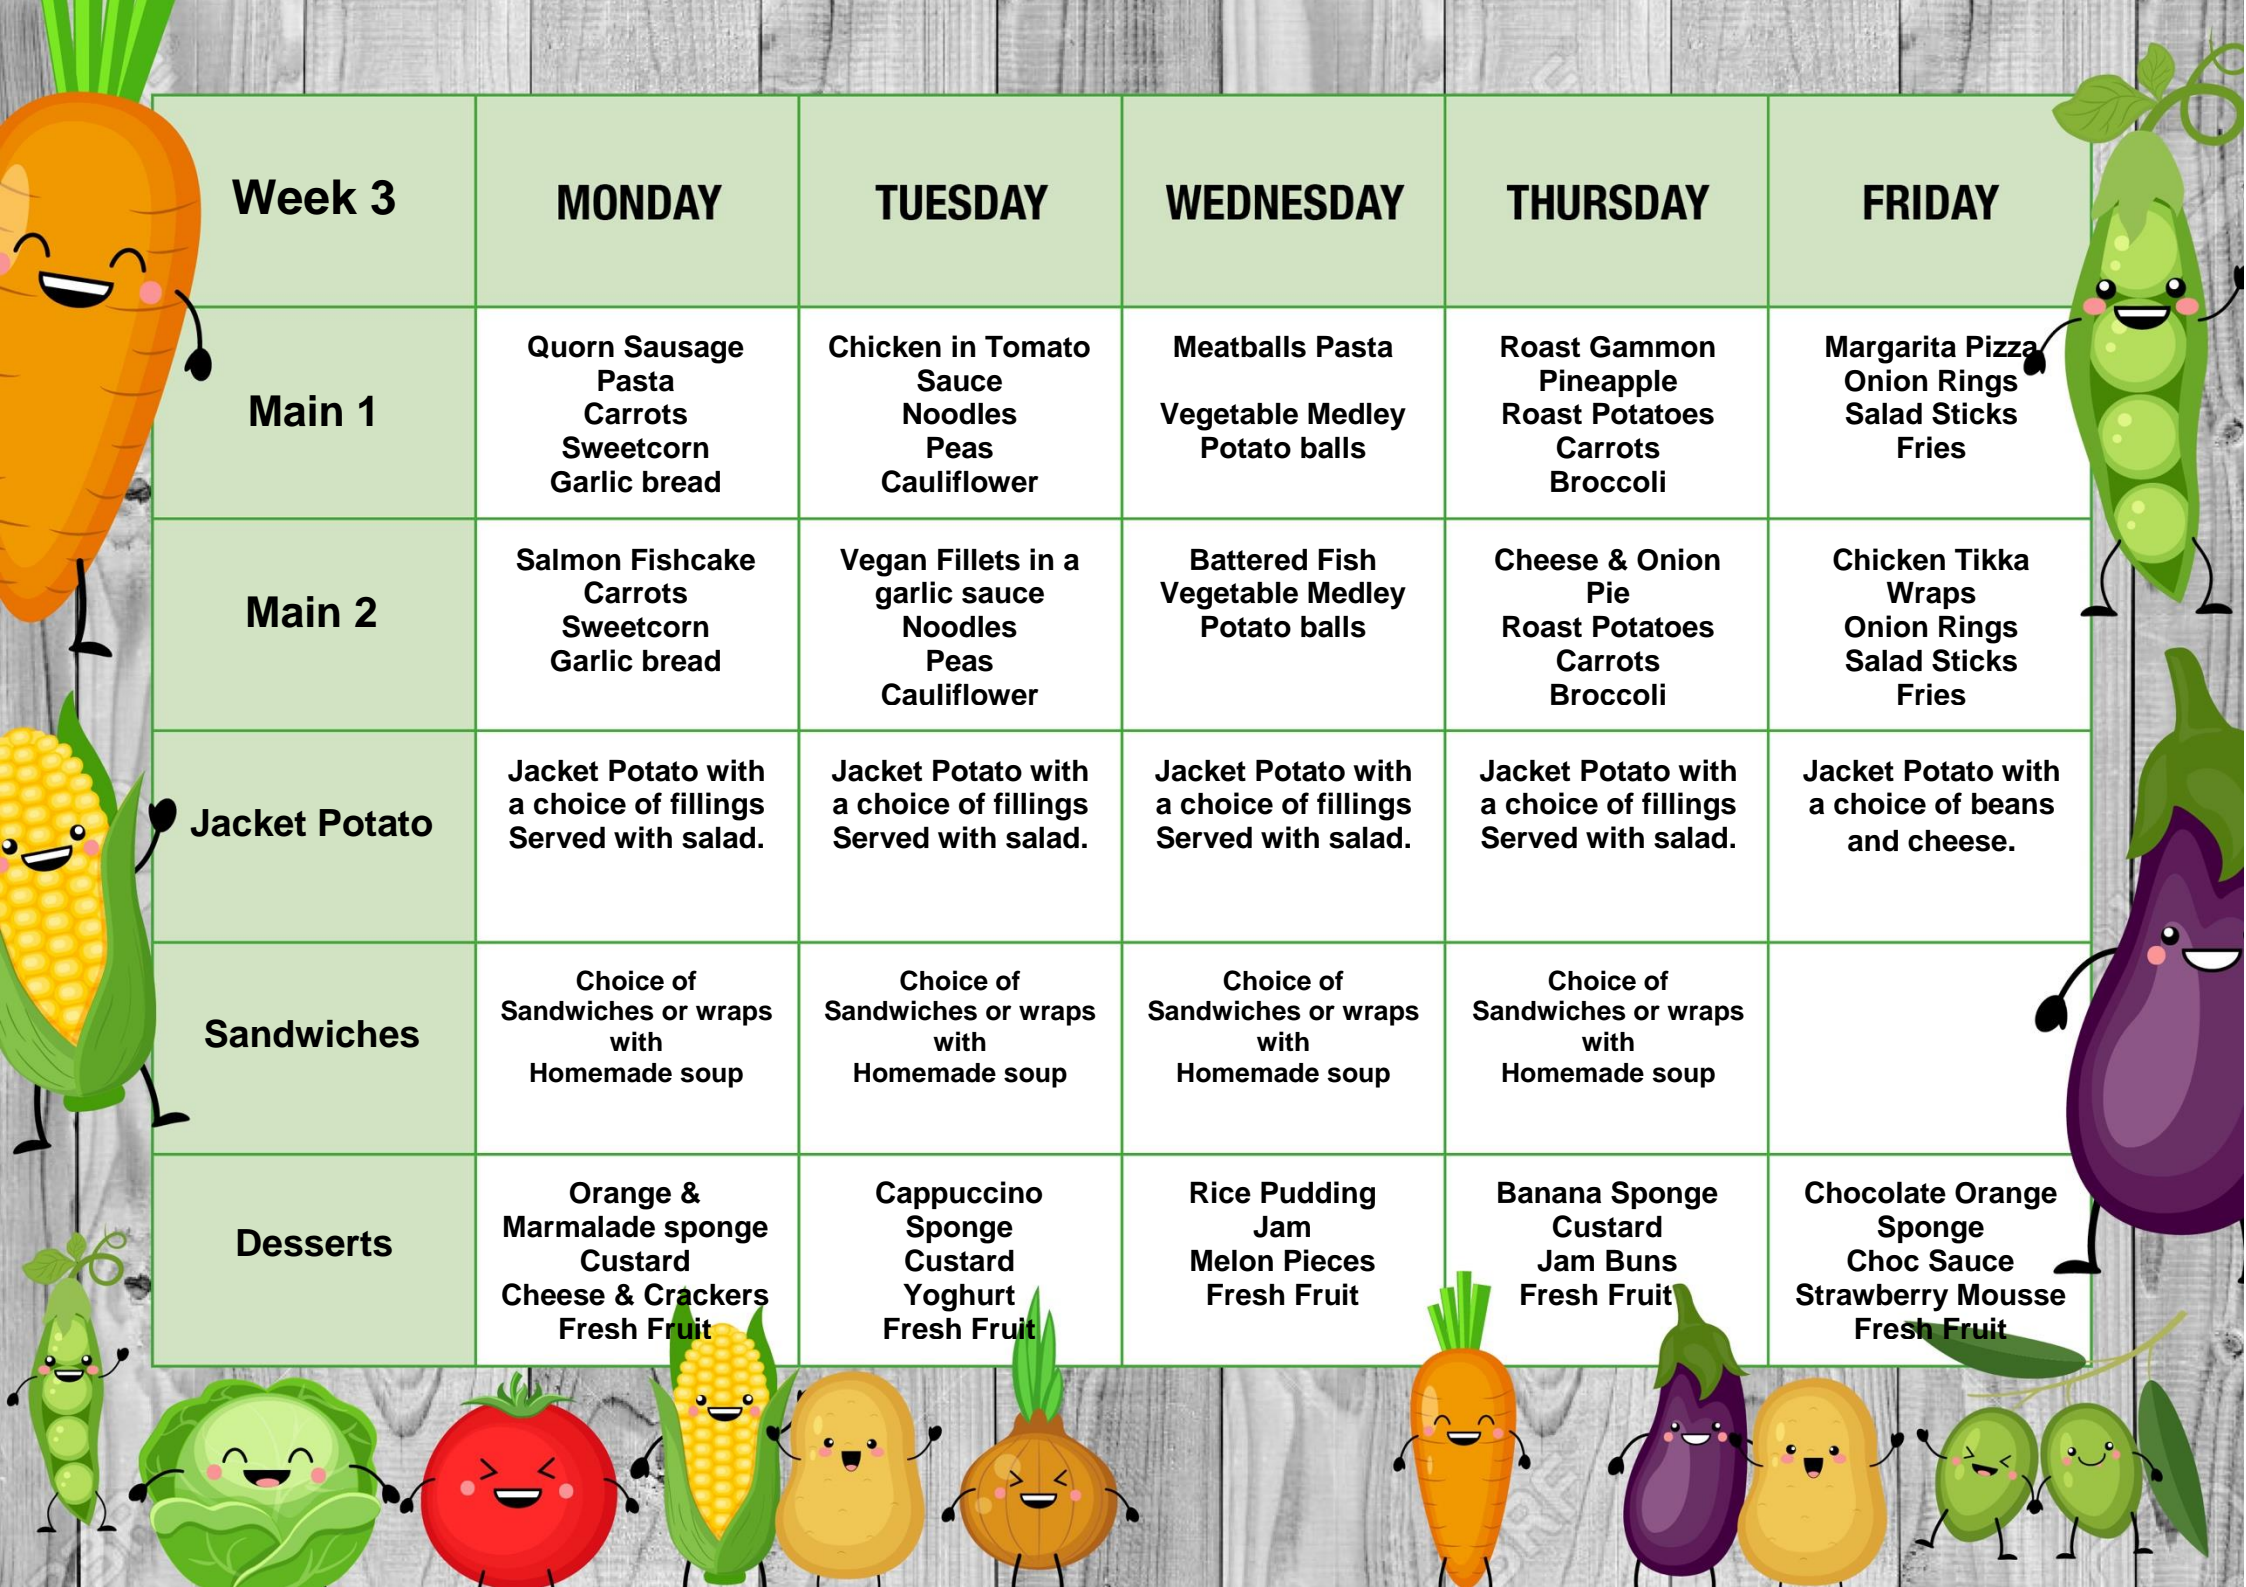 Week 3
MONDAY
TUESDAY
WEDNESDAY
THURSDAY
FRIDAY
Main 1
Quorn Sausage
Pasta
Carrots
Sweetcorn
Garlic bread
Chicken in Tomato
Sauce
Noodles
Peas
Cauliflower
Meatballs Pasta
Vegetable Medley
Potato balls
Roast Gammon
Pineapple
Roast Potatoes
Carrots
Broccoli
Margarita Pizza
Onion Rings
Salad Sticks
Fries
Main 2
Salmon Fishcake
Carrots
Sweetcorn
Garlic bread
Vegan Fillets in a
garlic sauce
Noodles
Peas
Cauliflower
Battered Fish
Vegetable Medley
Potato balls
Cheese & Onion
Pie
Roast Potatoes
Carrots
Broccoli
Chicken Tikka
Wraps
Onion Rings
Salad Sticks
Fries
Jacket Potato
Jacket Potato with
a choice of fillings
Served with salad.
Jacket Potato with
a choice of fillings
Served with salad.
Jacket Potato with
a choice of fillings
Served with salad.
Jacket Potato with
a choice of fillings
Served with salad.
Jacket Potato with
a choice of beans
and cheese.
Sandwiches
Choice of
Sandwiches or wraps
with
Homemade soup
Choice of
Sandwiches or wraps
with
Homemade soup
Choice of
Sandwiches or wraps
with
Homemade soup
Choice of
Sandwiches or wraps
with
Homemade soup
Desserts
Orange &
Marmalade sponge
Custard
Cheese & Crackers
Fresh Fruit
Cappuccino
Sponge
Custard
Yoghurt
Fresh Fruit
Rice Pudding
Jam
Melon Pieces
Fresh Fruit
Banana Sponge
Custard
Jam Buns
Fresh Fruit
Chocolate Orange
Sponge
Choc Sauce
Strawberry Mousse
Fresh Fruit